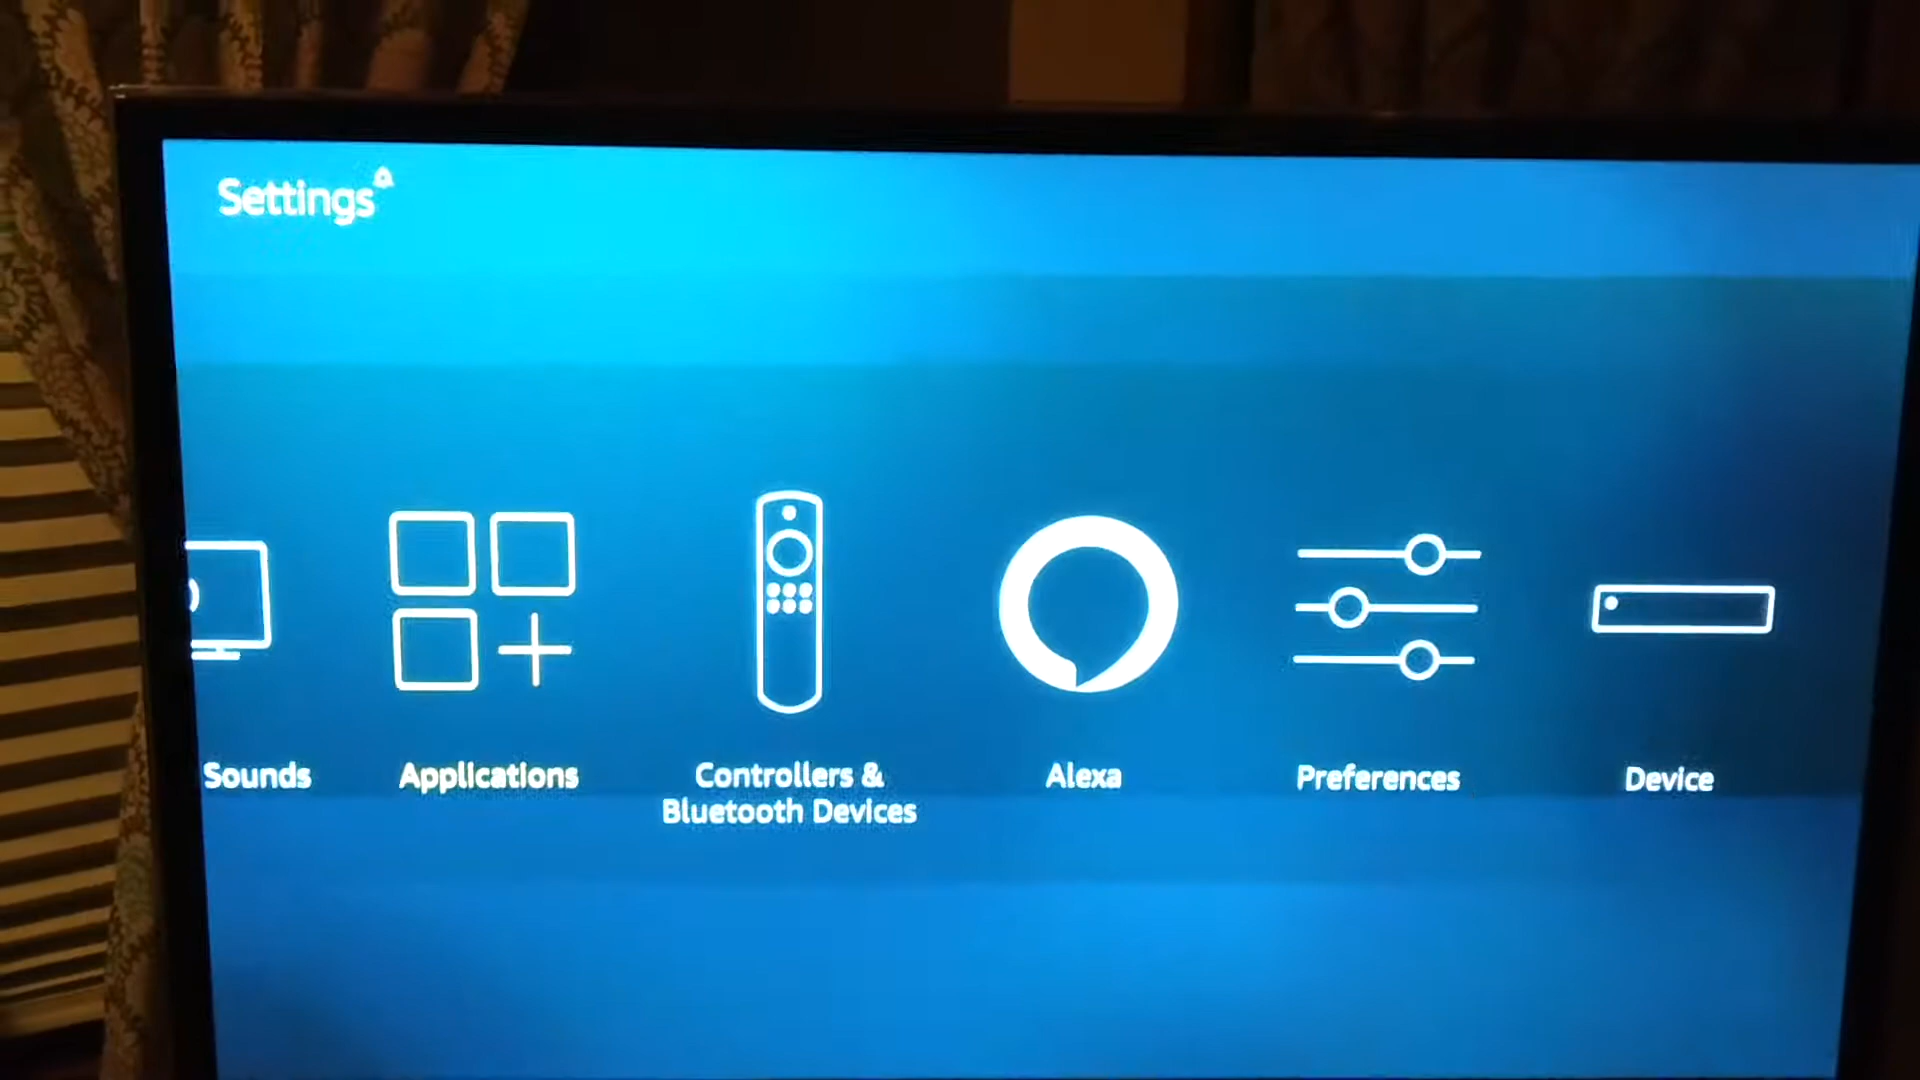 Settings
Sounds
Applications
Controllers &
Bluetooth Devices
Alexa
Preferences
Device